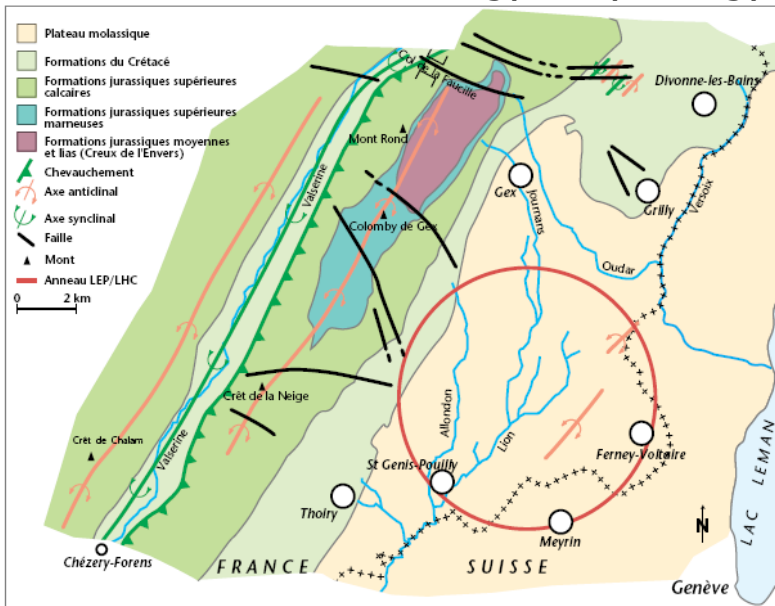 Plateau molassique
Formations du Crétacé
Formations jurassiques supérieures
calcaires
Formations jurassiques supérieures
marneuses
Formations jurassiques moyennes
et lias (Creux de l'Envers)
Chevauchement
Axe anticlinal
Axe synclinal
Faille
Mont
Anneau LEP/LHC
0 2 km
Col de la Faucille
Divonne-les-Bains
Mont Rond
Valserine
Gex
Journans
Grilly
Versoix
Colomby de Gex
Oudar
Crêt de la Neige
Allondon
Crêt de Chalam
Valserine
Lion
Ferney-Voltaire
St Genis-Pouilly
Thoiry
Meyrin
N
LAC LEMAN
Chézery-Forens
FRANCE
SUISSE
Genève